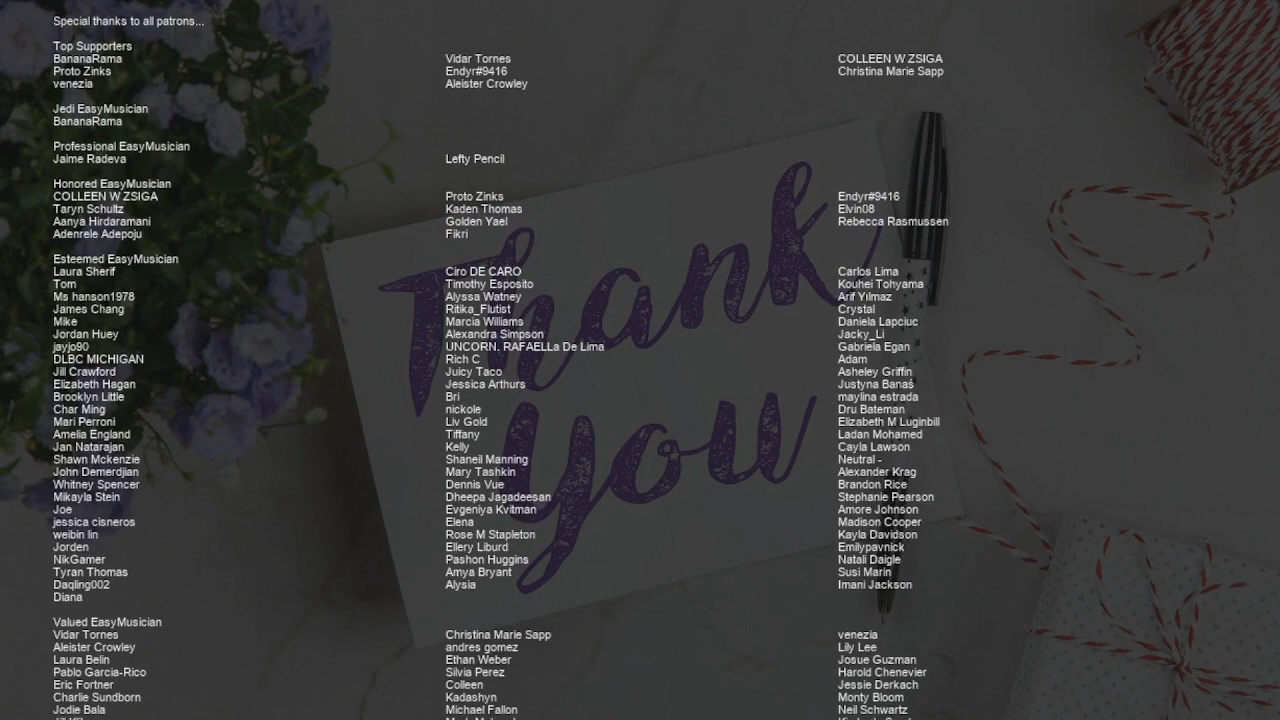 Special thanks to all patrons...
Top Supporters
BananaRama Vidar Tornes COLLEEN W ZSIGA
Proto Zinks Endyr#9416 Christina Marie Sapp
venezia Aleister Crowley
Jedi EasyMusician
BananaRama
Professional EasyMusician
Jaime Radeva Lefty Pencil
Honored EasyMusician
COLLEEN W ZSIGA Proto Zinks Endyr#9416
Taryn Schultz Kaden Thomas Elvin08
Aanya Hirdaramani Golden Yael Rebecca Rasmussen
Adenrele Adepoju Fikri
Esteemed EasyMusician
Laura Sherif Ciro DE CARO Carlos Lima
Tom Timothy Esposito Kouhei Tohyama
Ms hanson1978 Alyssa Watney Arif Yılmaz
James Chang Ritika_Flutist Crystal
Mike Marcia Williams Daniela Lapciuc
Jordan Huey Alexandra Simpson Jacky_Li
jayjo90 UNCORN. RAFAELLa De Lima Gabriela Egan
DLBC MICHIGAN Rich C Adam
Jill Crawford Juicy Taco Asheley Griffin
Elizabeth Hagan Jessica Arthurs Justyna Banaś
Brooklyn Little Bri maylina estrada
Char Ming nickole Dru Bateman
Mari Perroni Liv Gold Elizabeth M Luginbill
Amelia England Tiffany Ladan Mohamed
Jan Natarajan Kelly Cayla Lawson
Shawn Mckenzie Shaneil Manning Neutral -
John Demerdjian Mary Tashkin Alexander Krag
Whitney Spencer Dennis Vue Brandon Rice
Mikayla Stein Dheepa Jagadeesan Stephanie Pearson
Joe Evgeniya Kvitman Amore Johnson
jessica cisneros Elena Madison Cooper
weibin lin Rose M Stapleton Kayla Davidson
Jorden Ellery Liburd Emilypavnick
NikGamer Pashon Huggins Natali Daigle
Tyran Thomas Amya Bryant Susi Marín
Daqling002 Alysia Imani Jackson
Diana
Valued EasyMusician
Vidar Tornes Christina Marie Sapp venezia
Aleister Crowley andres gomez Lily Lee
Laura Belin Ethan Weber Josue Guzman
Pablo Garcia-Rico Silvia Perez Harold Chenevier
Eric Fortner Colleen Jessie Derkach
Charlie Sundborn Kadashyn Monty Bloom
Jodie Bala Michael Fallon Neil Schwartz
Thank
You